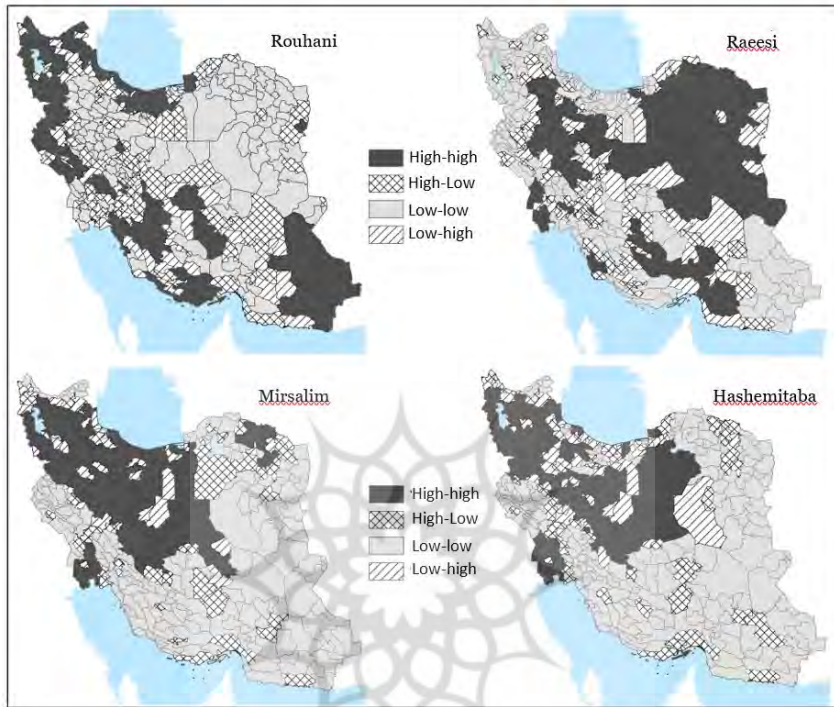 Rouhani
Raeesi
High-high
High-Low
Low-low
Low-high
Mirsalim
Hashemitaba
High-high
High-Low
Low-low
Low-high